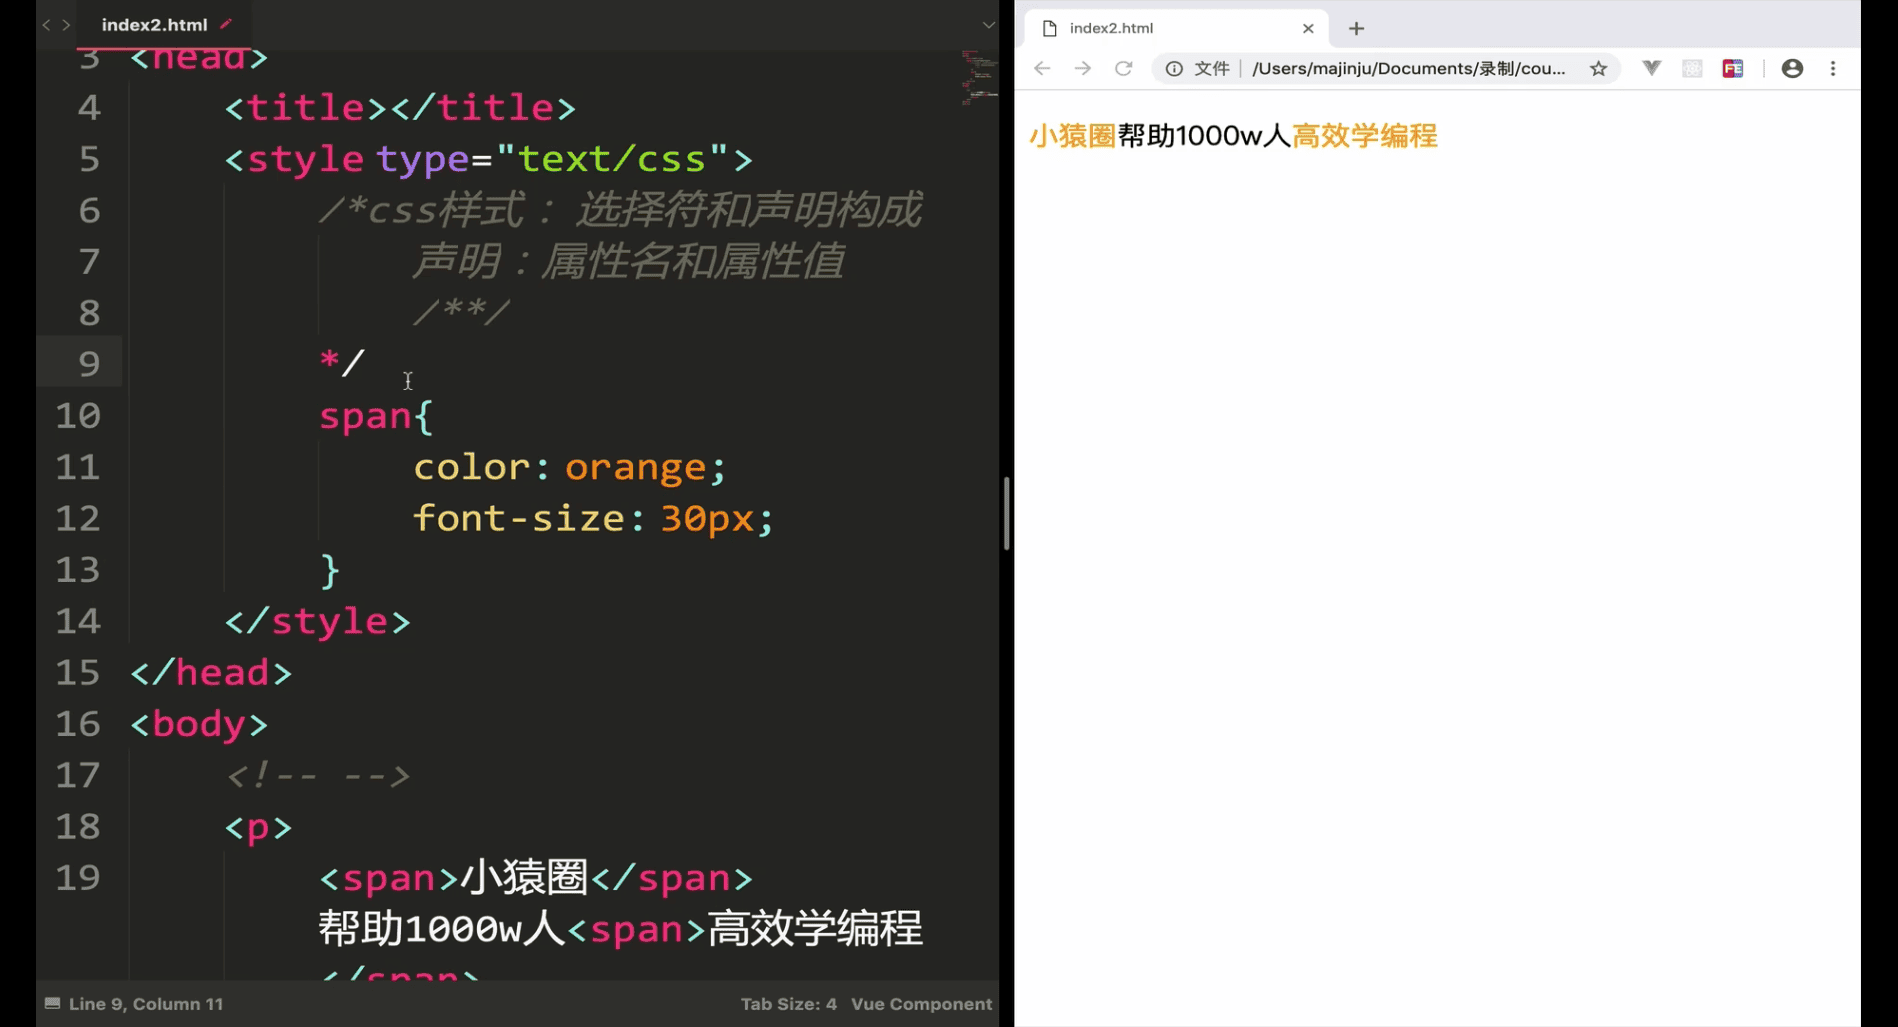 index2.html
3 <head>
4 <title></title>
5 <style type="text/css">
6 /*css样式：选择符和声明构成
7 声明：属性名和属性值
8 /**/
9 */
10 span{
11 color: orange;
12 font-size: 30px;
13 }
14 </style>
15 </head>
16 <body>
17 <!-- -->
18 <p>
19 <span>小猿圈</span>
帮助1000w人<span>高效学编程
</span>
Line 9, Column 11
Tab Size: 4 Vue Component
index2.html
文件 /Users/majinju/Documents/录制/cou...
FE
小猿圈帮助1000w人高效学编程